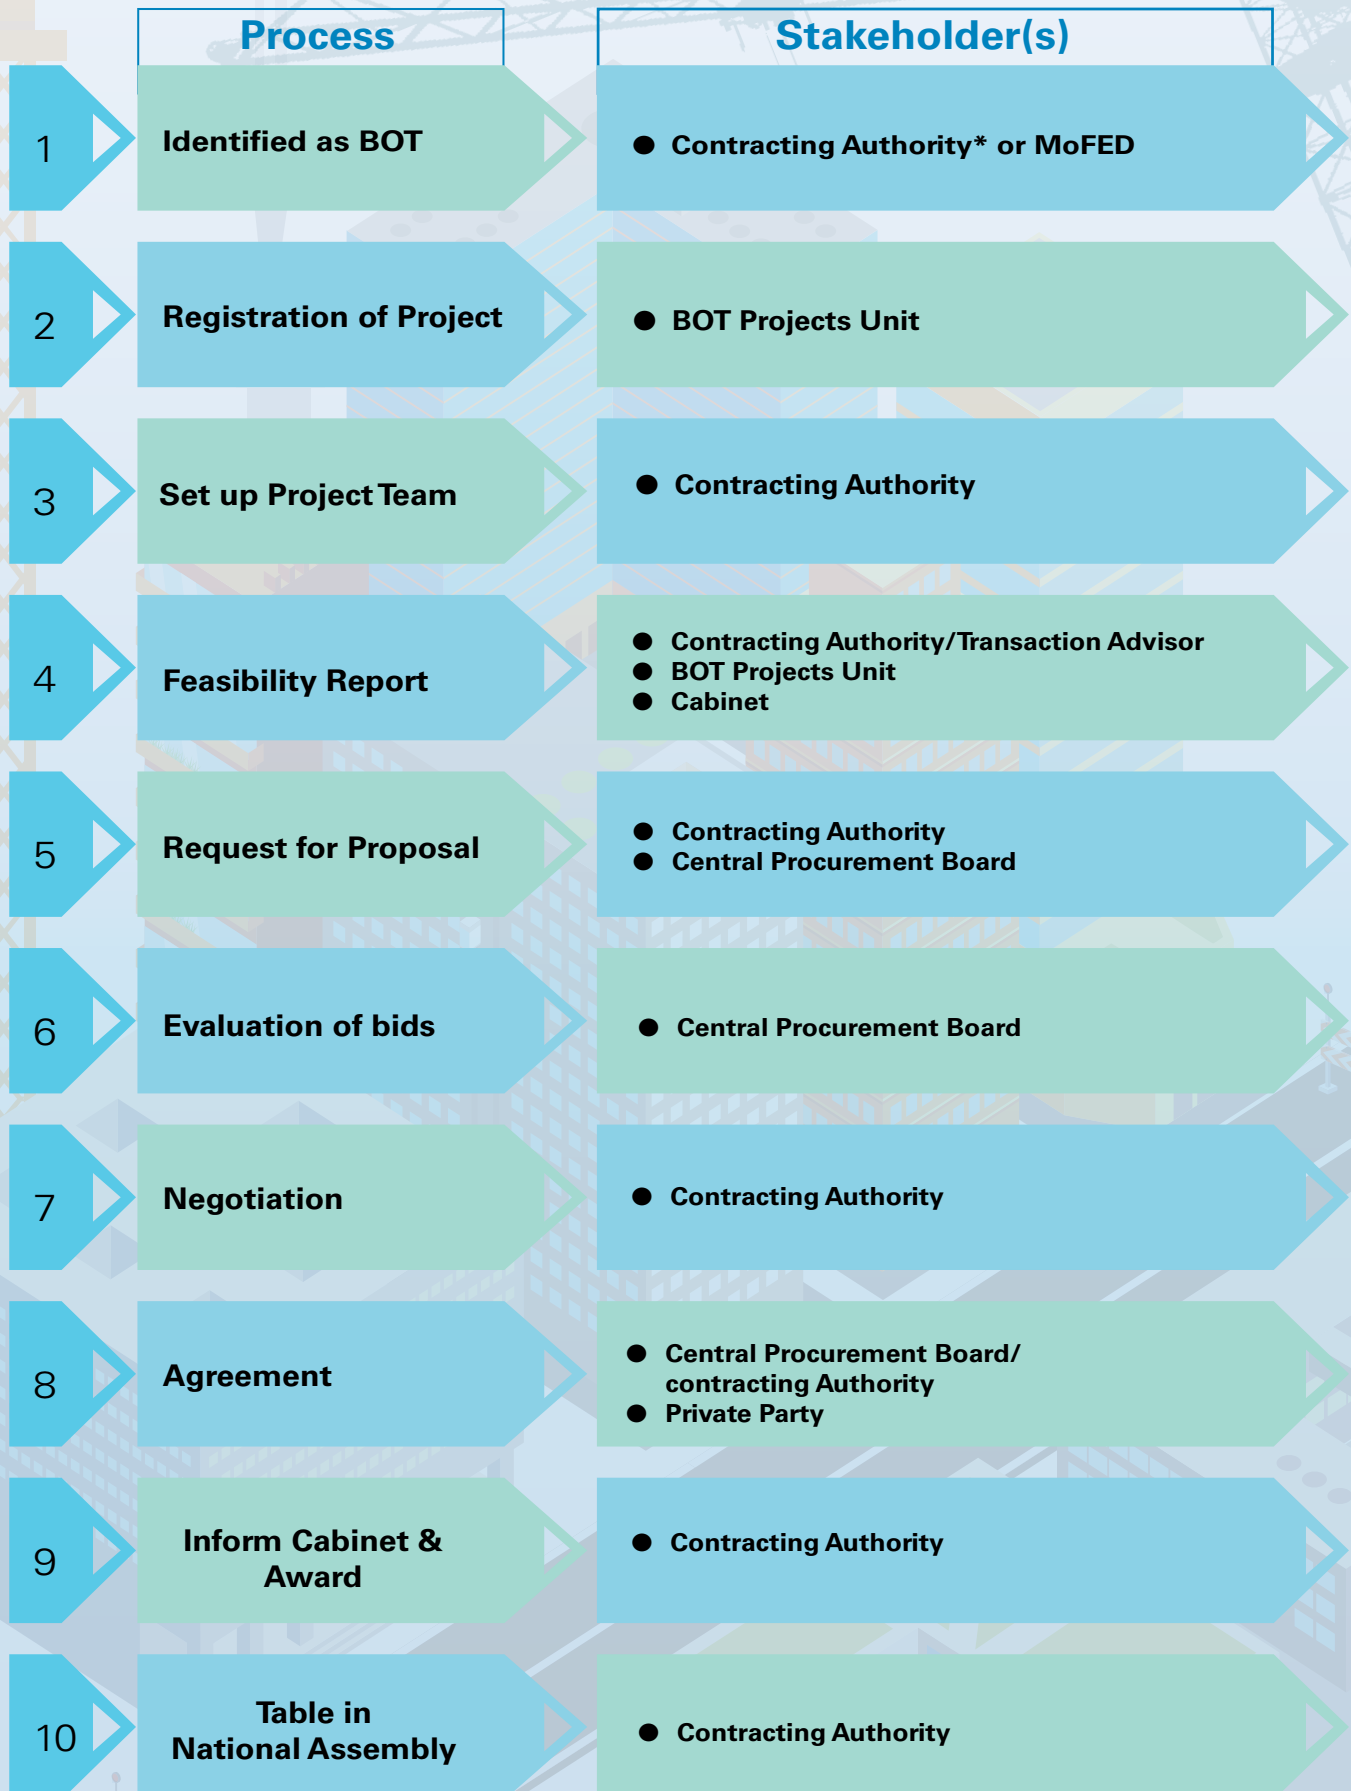 Process
Stakeholder(s)
1
Identified as BOT
● Contracting Authority* or MoFED
2
Registration of Project
● BOT Projects Unit
3
Set up Project Team
● Contracting Authority
4
Feasibility Report
● Contracting Authority/Transaction Advisor
● BOT Projects Unit
● Cabinet
5
Request for Proposal
● Contracting Authority
● Central Procurement Board
6
Evaluation of bids
● Central Procurement Board
7
Negotiation
● Contracting Authority
8
Agreement
● Central Procurement Board/
contracting Authority
● Private Party
9
Inform Cabinet &
Award
● Contracting Authority
10
Table in
National Assembly
● Contracting Authority